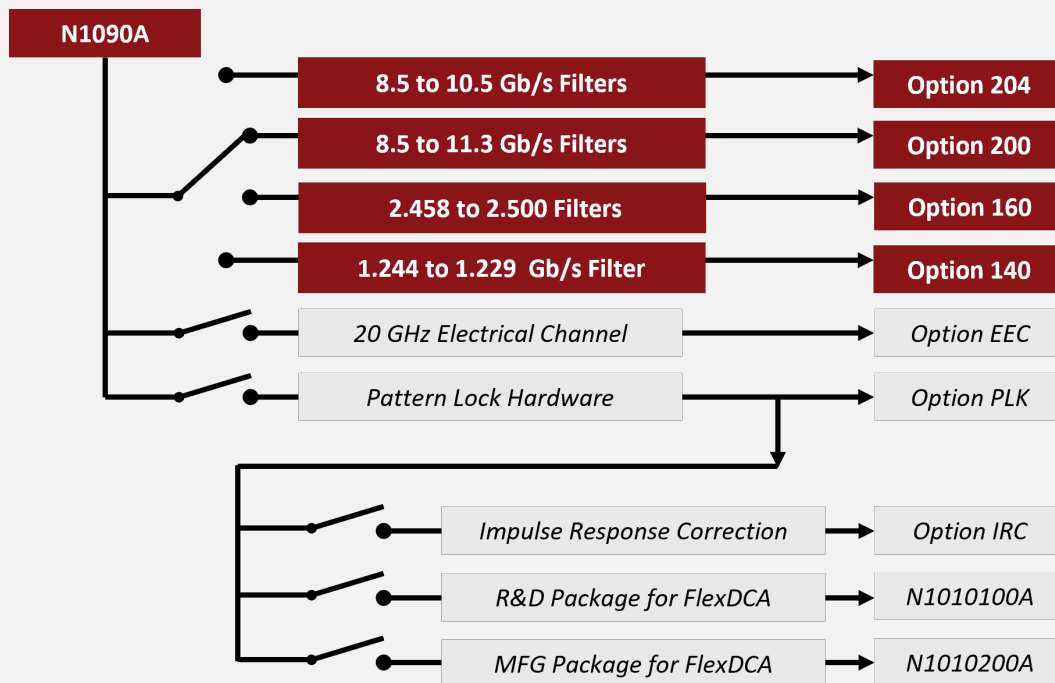 N1090A
8.5 to 10.5 Gb/s Filters
Option 204
8.5 to 11.3 Gb/s Filters
Option 200
2.458 to 2.500 Filters
Option 160
1.244 to 1.229 Gb/s Filter
Option 140
20 GHz Electrical Channel
Option EEC
Pattern Lock Hardware
Option PLK
Impulse Response Correction
Option IRC
R&D Package for FlexDCA
N1010100A
MFG Package for FlexDCA
N1010200A